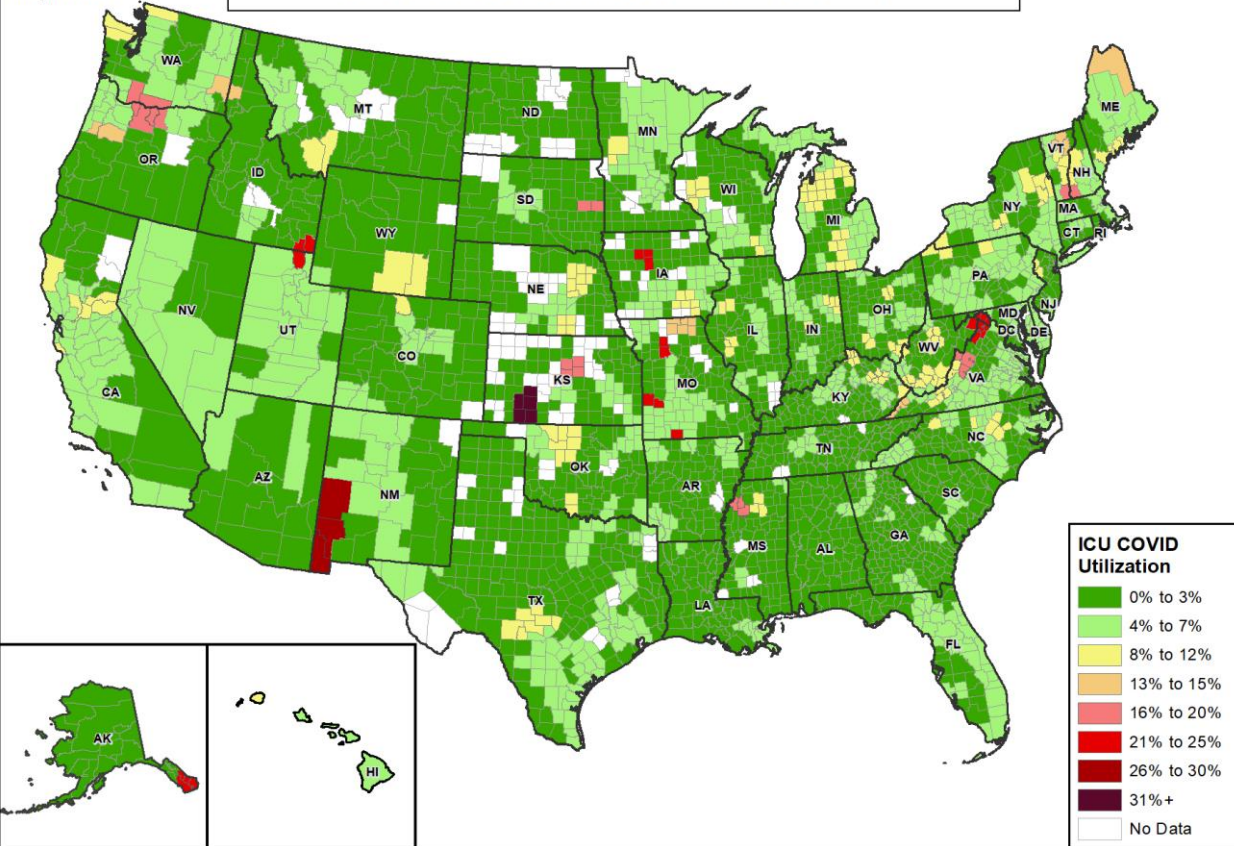 WA
MT
ND
MN
ME
OR
ID
SD
WI
VT
NH
NY
MA
CT
RI
WY
MI
IA
NE
PA
NJ
NV
UT
CO
IL
IN
OH
MD
DC
DE
WV
VA
CA
KS
MO
KY
AZ
NM
OK
TN
NC
AR
SC
MS
AL
GA
TX
LA
FL
AK
HI
ICU COVID
Utilization
0% to 3%
4% to 7%
8% to 12%
13% to 15%
16% to 20%
21% to 25%
26% to 30%
31%+
No Data